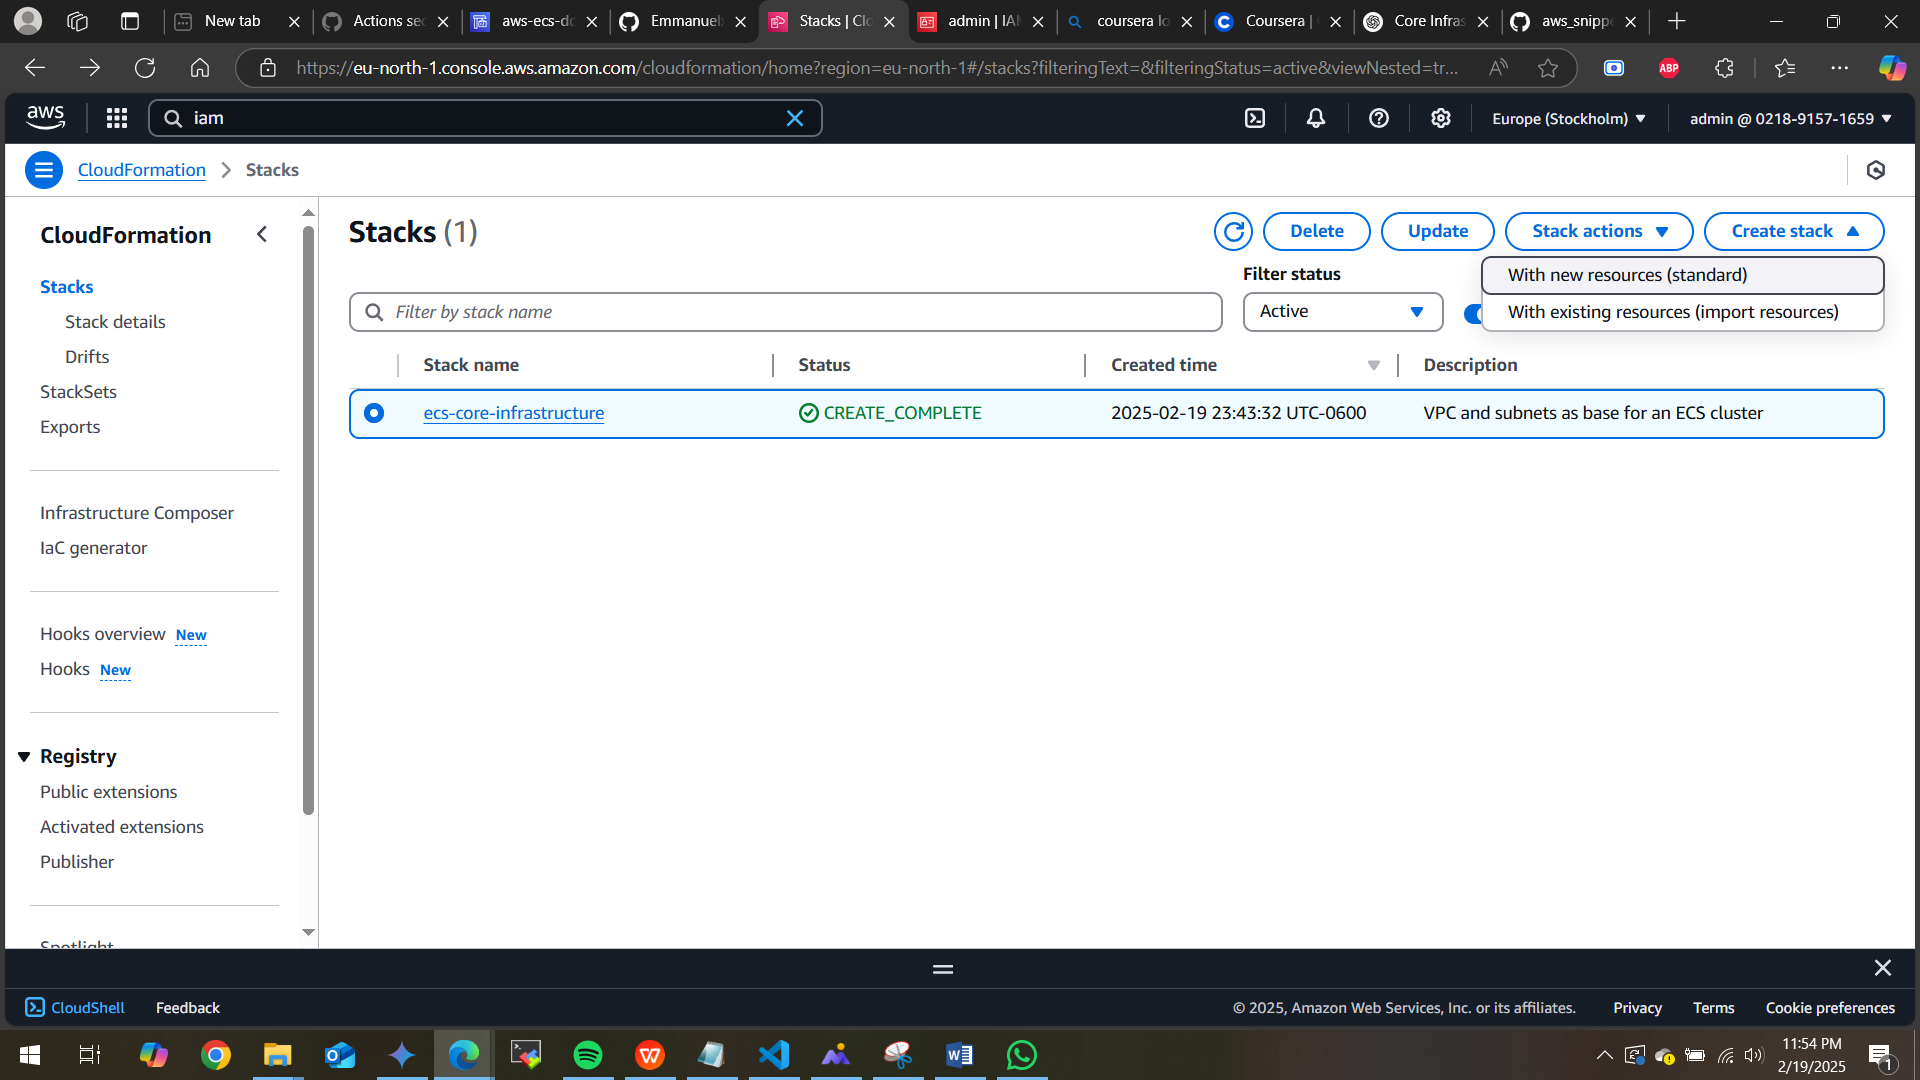 New tab
Actions sec
aws-ecs-do
Emmanuel
Stacks | Clo
admin | IAM
coursera lo
Coursera |
Core Infras
aws_snippe
https://eu-north-1.console.aws.amazon.com/cloudformation/home?region=eu-north-1#/stacks?filteringText=&filteringStatus=active&viewNested=tr...
ABP
aws
iam
Europe (Stockholm)
admin @ 0218-9157-1659
CloudFormation
Stacks
CloudFormation
Stacks
Stack details
Drifts
StackSets
Exports
Infrastructure Composer
IaC generator
Hooks overview New
Hooks New
Registry
Public extensions
Activated extensions
Publisher
Spotlight
Stacks (1)
Delete
Update
Stack actions
Create stack
With new resources (standard)
With existing resources (import resources)
Filter status
Filter by stack name
Active
Stack name
Status
Created time
Description
ecs-core-infrastructure
CREATE_COMPLETE
2025-02-19 23:43:32 UTC-0600
VPC and subnets as base for an ECS cluster
CloudShell
Feedback
© 2025, Amazon Web Services, Inc. or its affiliates.
Privacy
Terms
Cookie preferences
11:54 PM
2/19/2025
1